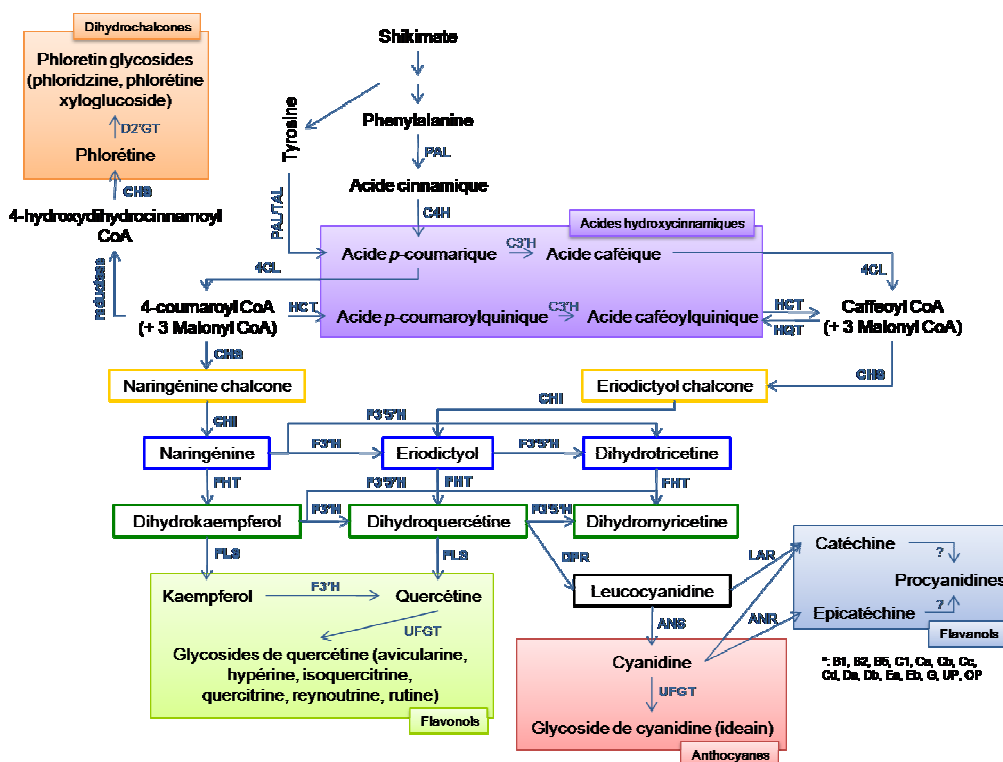 Dihydrochalcones
Phloretin glycosides
(phloridzine, phlorétine
xyloglucoside)
D2'GT
Phlorétine
CHS
4-hydroxydihydrocinnamoyl
CoA
réductase
Shikimate
Tyrosine
Phenylalanine
PAL
PAL/TAL
Acide cinnamique
C4H
Acides hydroxycinnamiques
Acide p-coumarique
C3'H
Acide caféique
4CL
4CL
4-coumaroyl CoA
(+ 3 Malonyl CoA)
HCT
Acide p-coumaroylquinique
C3'H
Acide caféoylquinique
HCT
HQT
Caffeoyl CoA
(+ 3 Malonyl CoA)
CHS
CHS
Naringénine chalcone
Eriodictyol chalcone
CHI
CHI
F3'5'H
Naringénine
F3'H
Eriodictyol
F3'5'H
Dihydrotricetine
FHT
F3'5'H
FHT
FHT
Dihydrokaempferol
F3'H
Dihydroquercétine
F3'5'H
Dihydromyricetine
FLS
FLS
DFR
Leucocyanidine
LAR
ANS
ANR
Catéchine
?
Procyanidines
Epicatéchine
?
Flavanols
*: B1, B2, B5, C1, Ca, Cb, Cc,
Cd, Da, Db, Ea, Eb, G, UP, OP
Kaempferol
F3'H
Quercétine
UFGT
Glycosides de quercétine (avicularine,
hypérine, isoquercitrine,
quercitrine, reynoutrine, rutine)
Flavonols
Cyanidine
UFGT
Glycoside de cyanidine (ideain)
Anthocyanes